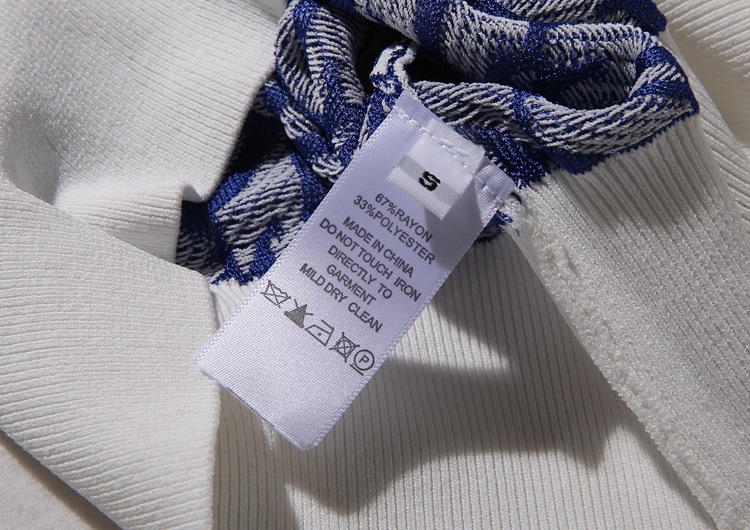 S
67%RAYON
33%POLYESTER
MADE IN CHINA
DO NOT TOUCH IRON
DIRECTLY TO
GARMENT
MILD DRY CLEAN
P